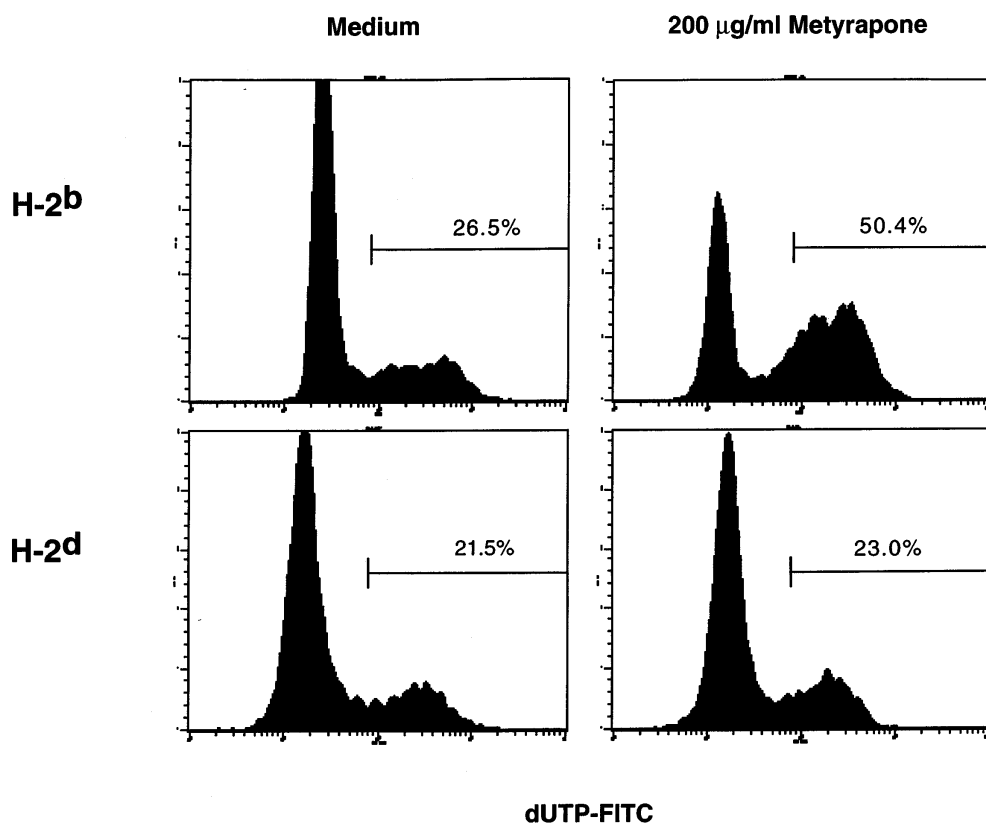 Medium
200 µg/ml Metyrapone
H-2b
26.5%
50.4%
H-2d
21.5%
23.0%
dUTP-FITC